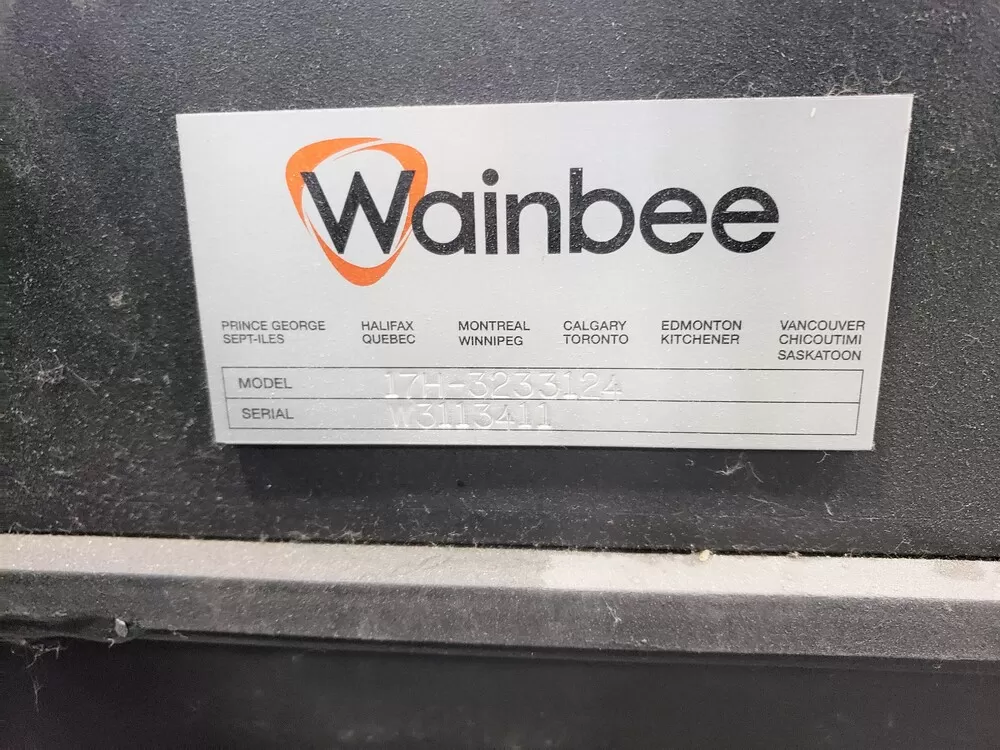 Wainbee
PRINCE GEORGE HALIFAX MONTREAL CALGARY EDMONTON VANCOUVER
SEPT-ILES QUEBEC WINNIPEG TORONTO KITCHENER CHICOUTIMI
SASKATOON
MODEL 17H-3233124
SERIAL W3113411